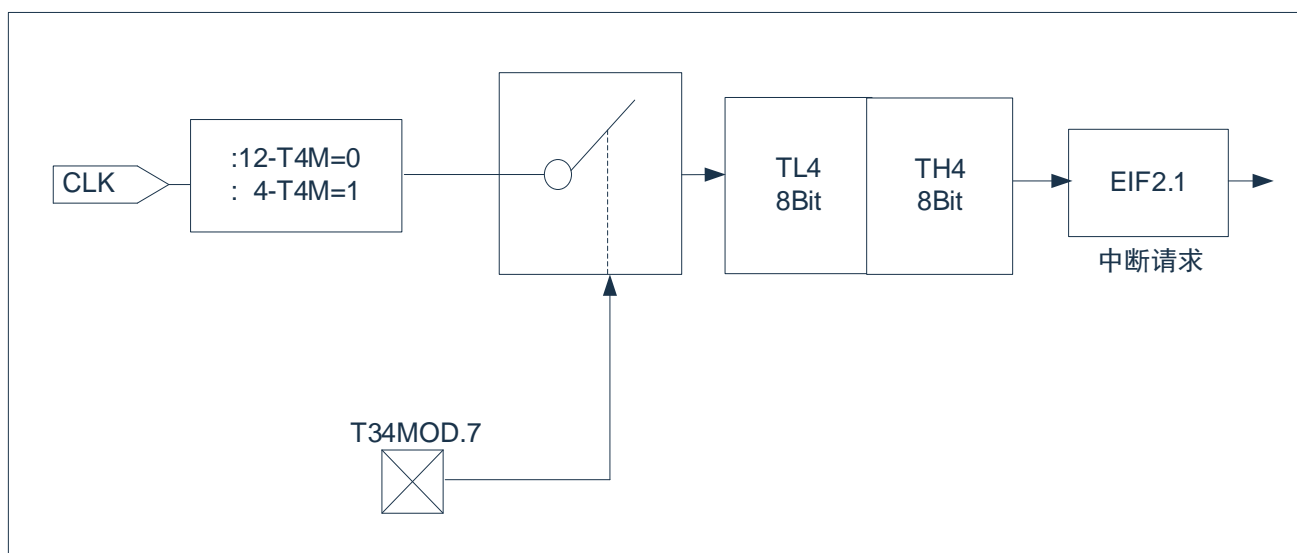 CLK
:12-T4M=0
: 4-T4M=1
TL4
8Bit
TH4
8Bit
EIF2.1
中断请求
T34MOD.7